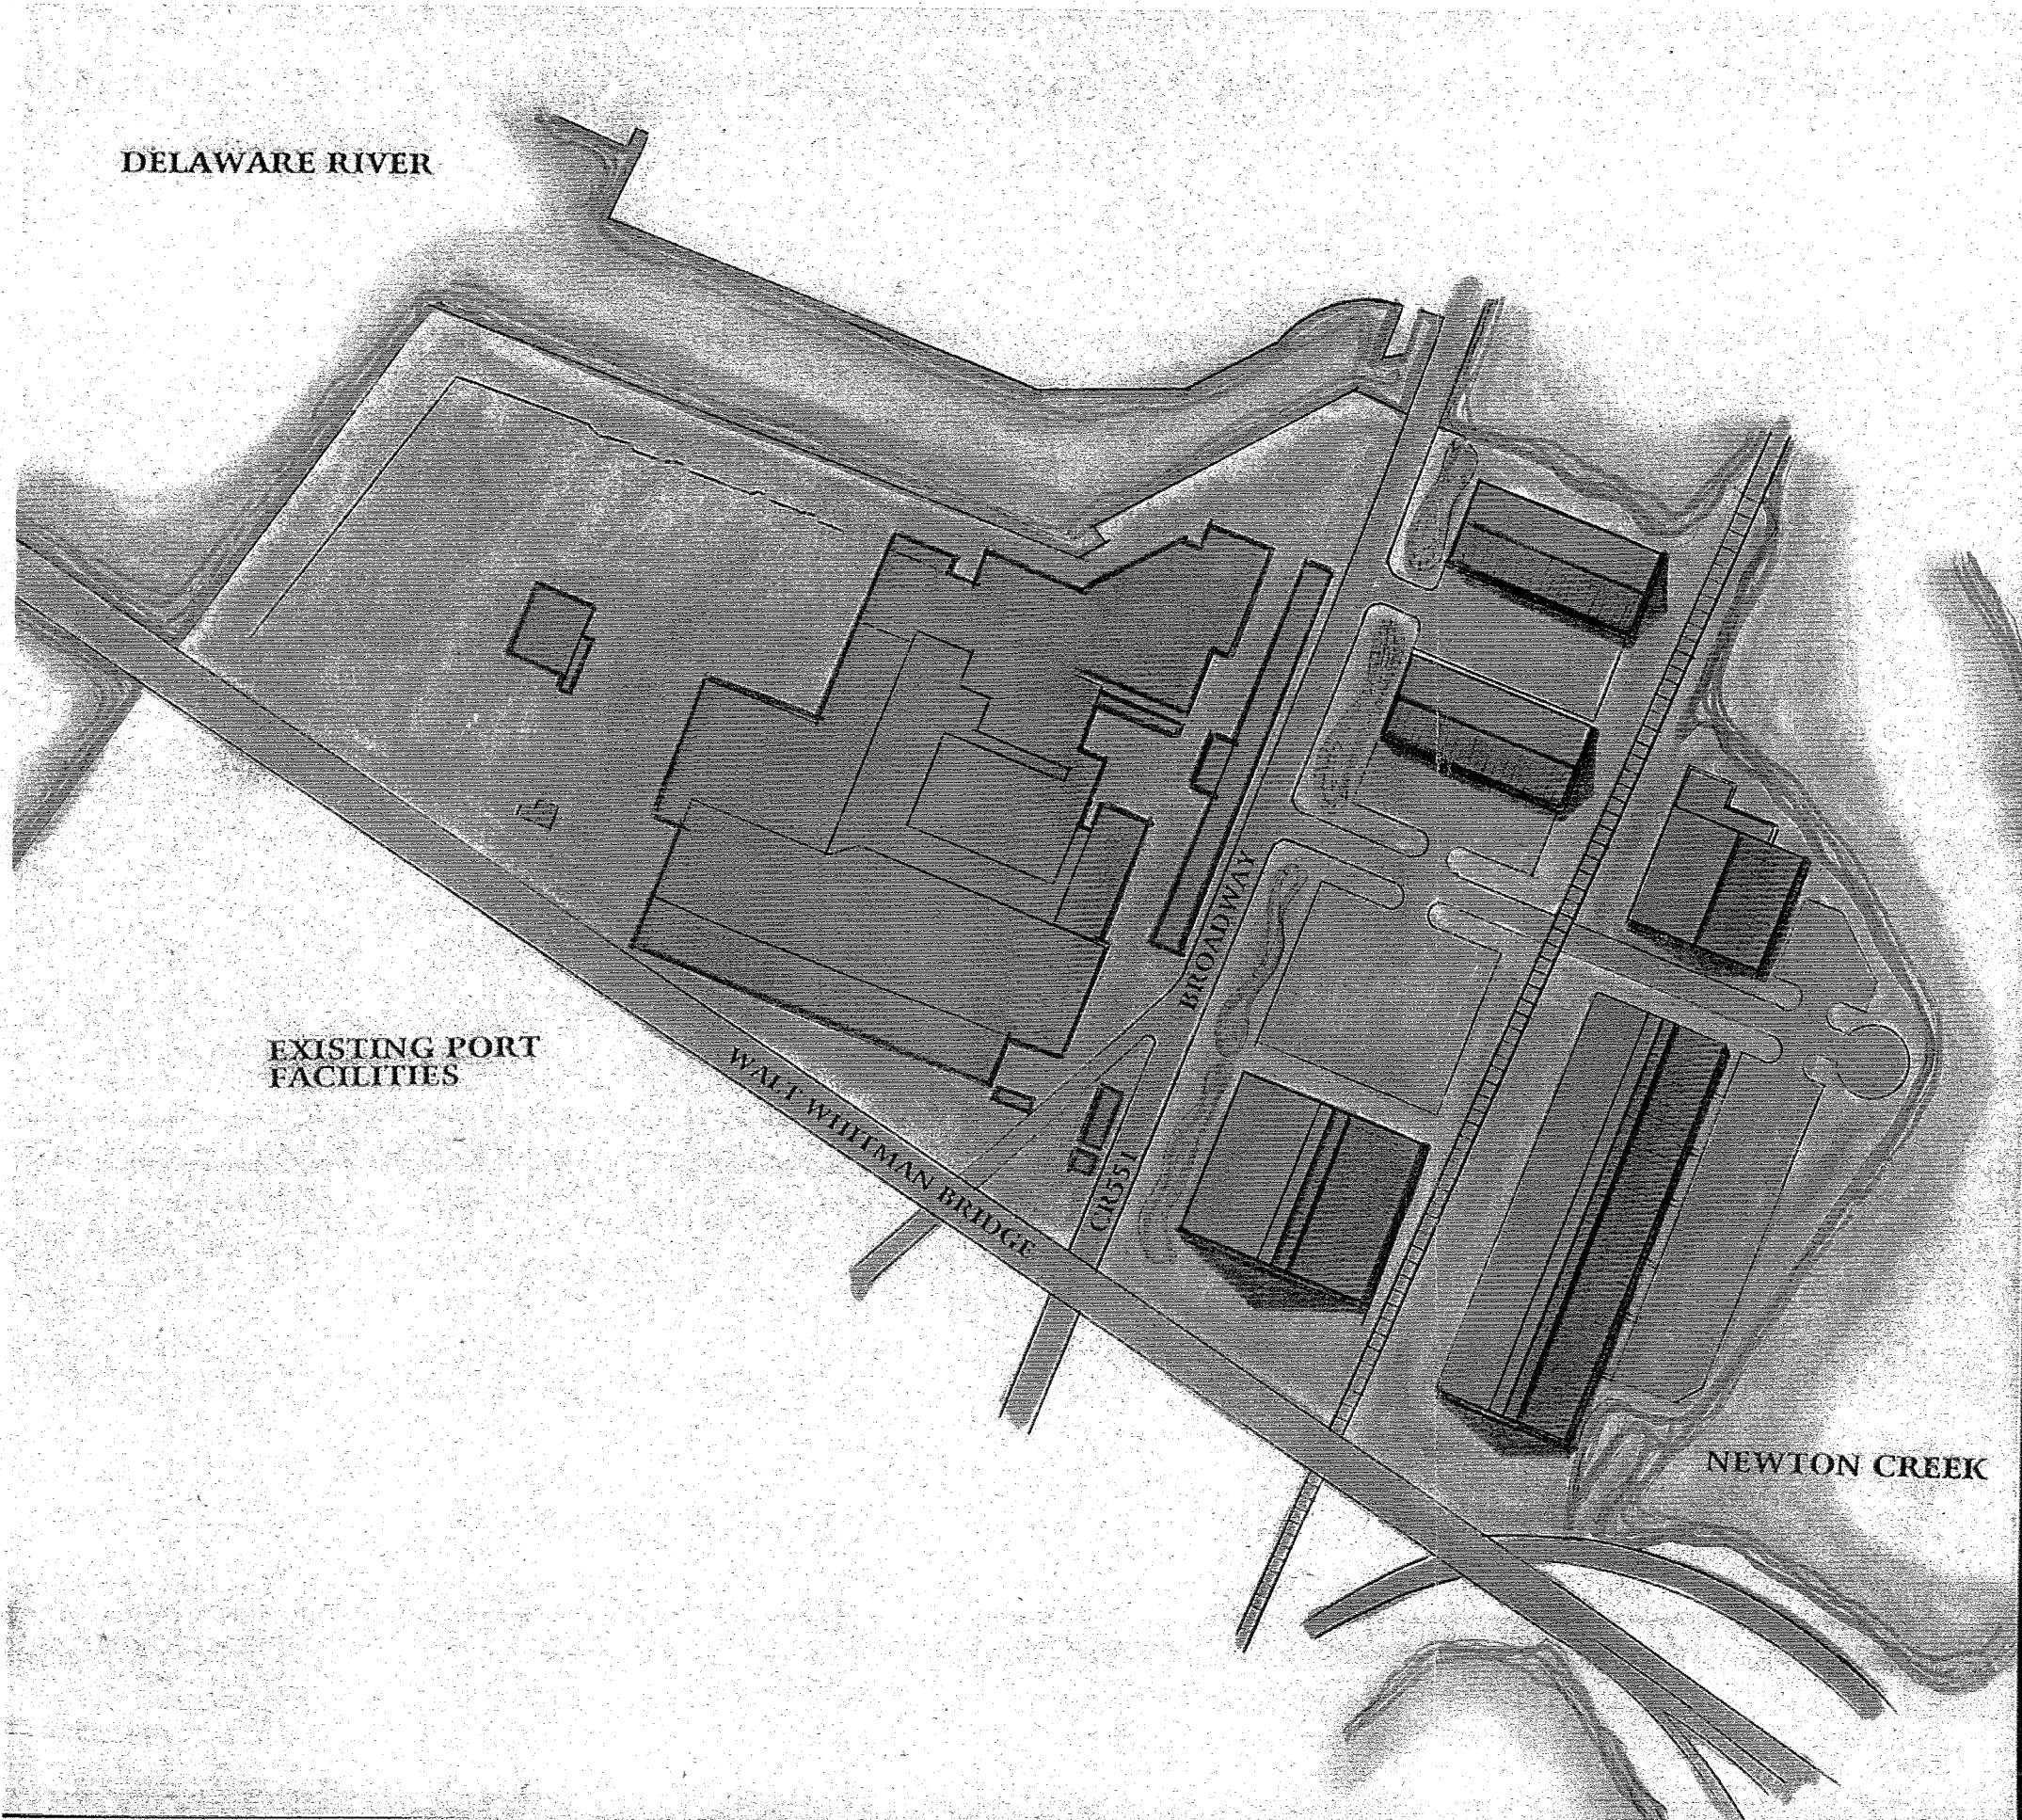 DELAWARE RIVER
BROADWAY
EXISTING PORT
FACILITIES
WALT WHITMAN BRIDGE
CR551
NEWTON CREEK